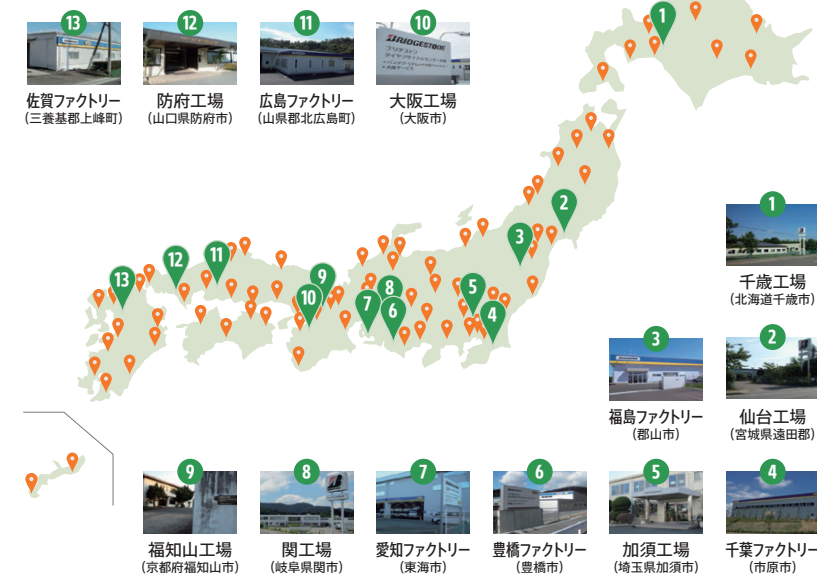 13
佐賀ファクトリー
(三養基郡上峰町)
12
防府工場
(山口県防府市)
11
広島ファクトリー
(山県郡北広島町)
10
BRIDGESTONE
大阪工場
(大阪市)
1
2
3
4
5
6
7
8
9
10
11
12
13
1
千歳工場
(北海道千歳市)
3
福島ファクトリー
(郡山市)
2
仙台工場
(宮城県遠田郡)
9
福知山工場
(京都府福知山市)
8
関工場
(岐阜県関市)
7
愛知ファクトリー
(東海市)
6
豊橋ファクトリー
(豊橋市)
5
加須工場
(埼玉県加須市)
4
千葉ファクトリー
(市原市)